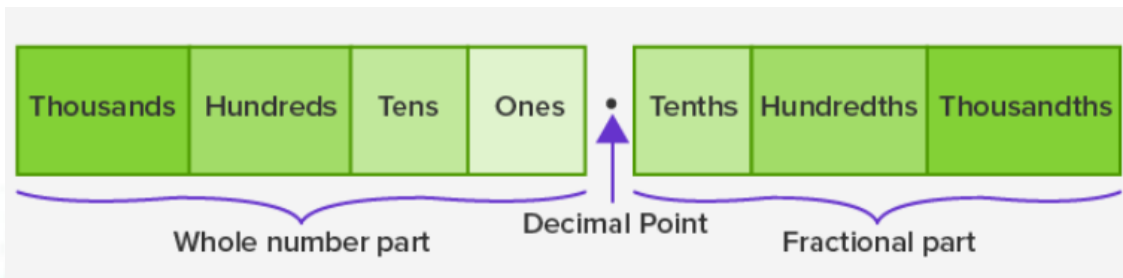 Thousands Hundreds Tens Ones . Tenths Hundredths Thousandths
Decimal Point
Whole number part Fractional part